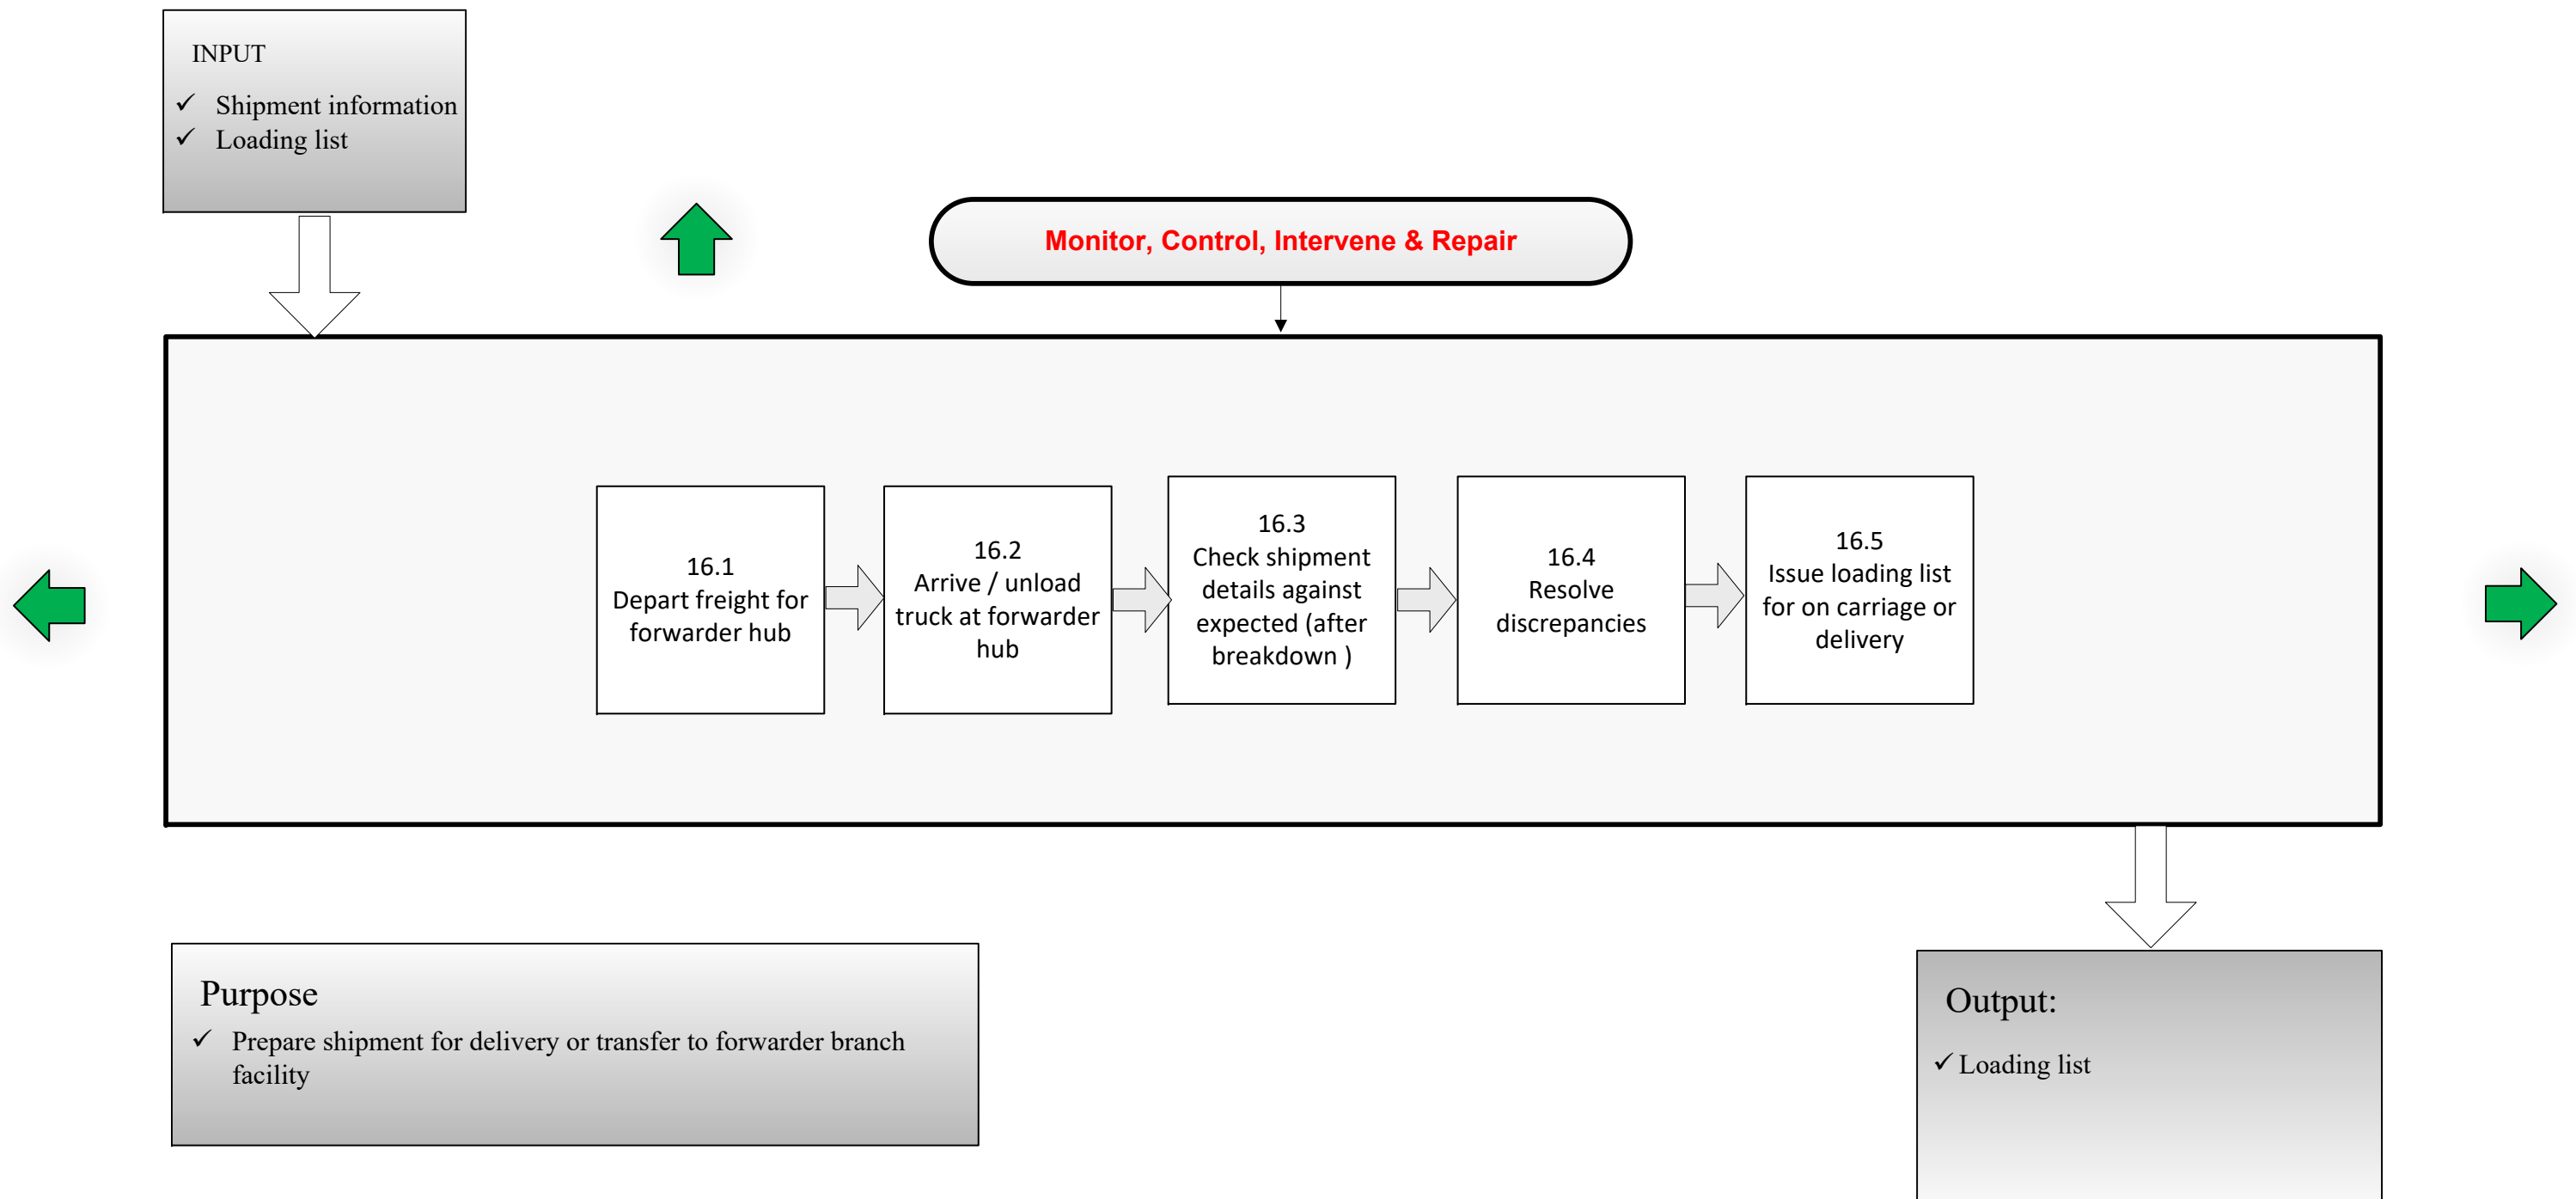 INPUT
✓ Shipment information
✓ Loading list
Monitor, Control, Intervene & Repair
16.1
Depart freight for
forwarder hub
16.2
Arrive / unload
truck at forwarder
hub
16.3
Check shipment
details against
expected (after
breakdown )
16.4
Resolve
discrepancies
16.5
Issue loading list
for on carriage or
delivery
Purpose
✓ Prepare shipment for delivery or transfer to forwarder branch
facility
Output:
✓ Loading list